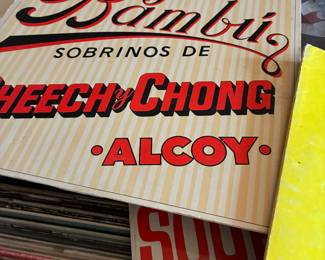 Bambú
SOBRINOS DE
CHEECH y CHONG
•ALCOY•